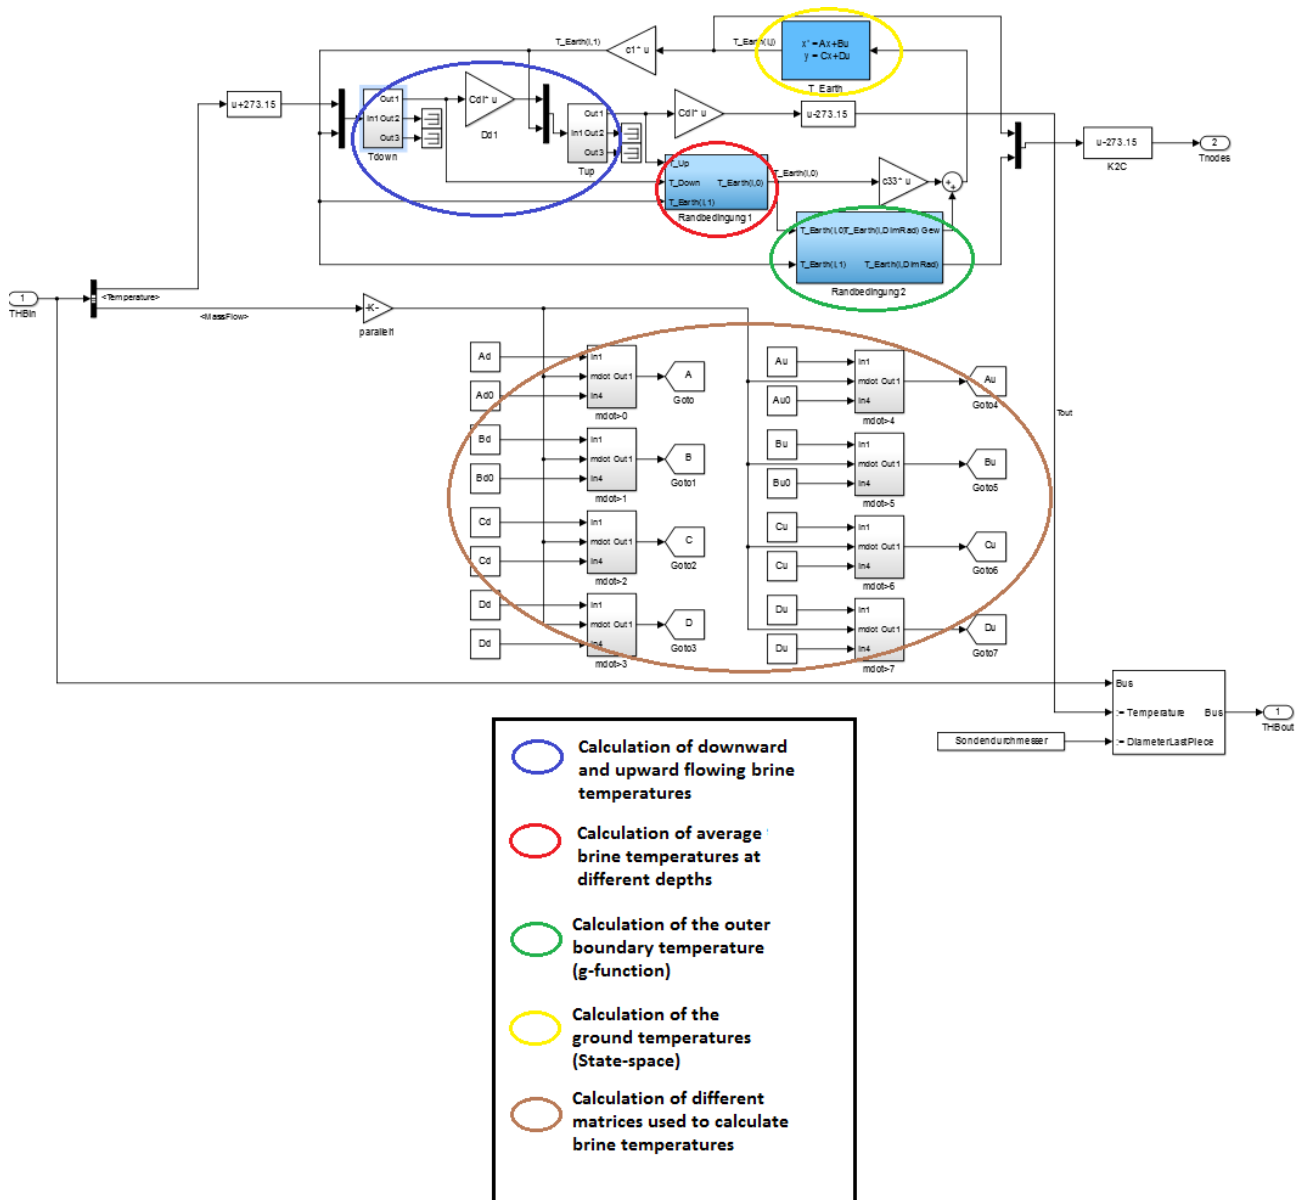 T_Earth(i,1)
c1* u
T_Earth(i,j)
x' = Ax+Bu
y = Cx+Du
T_Earth
u+273.15
In1
Out1
Out2
Out3
Tdown
Cdl* u
Dd1
In1
Out1
Out2
Out3
Tup
Cdl* u
u-273.15
T_Up
T_Down
T_Earth(i,1)
T_Earth(i,0)
Randbedingung 1
T_Earth(i,0)
c33* u
T_Earth(i,0)
T_Earth(i,DimRad) Gew
T_Earth(i,1)
T_Earth(i,DimRad)
Randbedingung 2
u-273.15
K2C
2
Tnodes
1
THBin
<Temperature>
<MassFlow>
-K-
parallel1
Ad
Ad0
In1
mdot Out1
In4
mdot>0
A
Goto
Bd
Bd0
In1
mdot Out1
In4
mdot>1
B
Goto1
Cd
Cd
In1
mdot Out1
In4
mdot>2
C
Goto2
Dd
Dd
In1
mdot Out1
In4
mdot>3
D
Goto3
Au
Au0
In1
mdot Out1
In4
mdot>4
Au
Goto4
Bu
Bu0
In1
mdot Out1
In4
mdot>5
Bu
Goto5
Cu
Cu
In1
mdot Out1
In4
mdot>6
Cu
Goto6
Du
Du
In1
mdot Out1
In4
mdot>7
Du
Goto7
Tout
Sondendurchmesser
Bus
:= Temperature
Bus
:= DiameterLastPiece
1
THBout
Calculation of downward
and upward flowing brine
temperatures
Calculation of average
brine temperatures at
different depths
Calculation of the outer
boundary temperature
(g-function)
Calculation of the
ground temperatures
(State-space)
Calculation of different
matrices used to calculate
brine temperatures